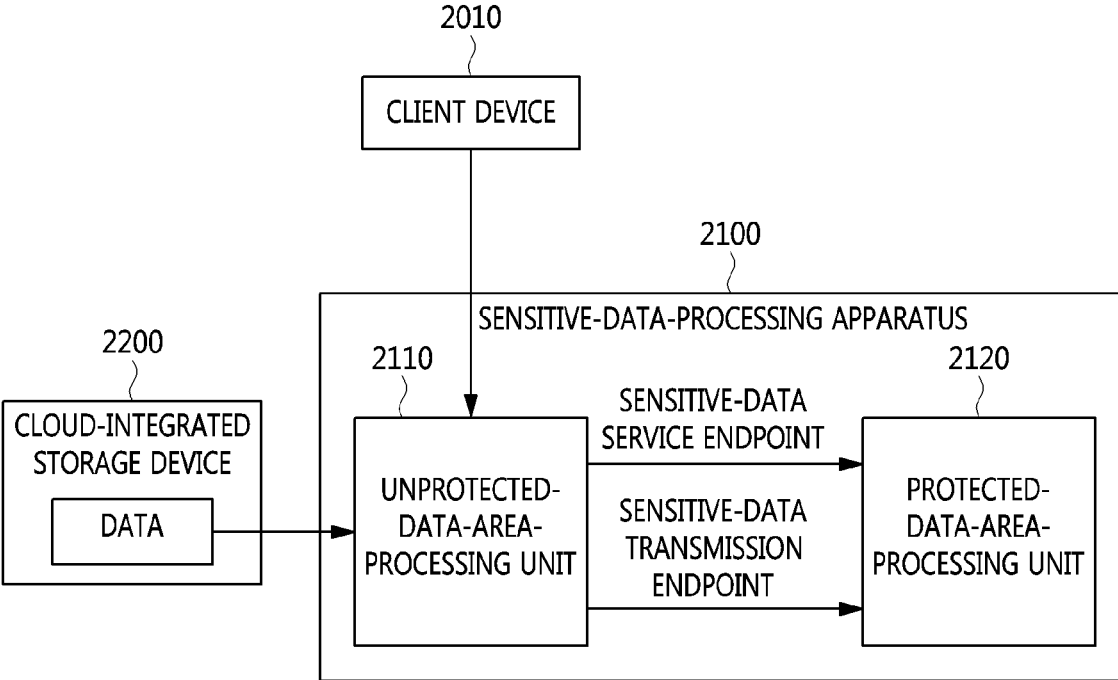 2010
CLIENT DEVICE
2100
SENSITIVE-DATA-PROCESSING APPARATUS
2200
CLOUD-INTEGRATED
STORAGE DEVICE
DATA
2110
UNPROTECTED-
DATA-AREA-
PROCESSING UNIT
SENSITIVE-DATA
SERVICE ENDPOINT
SENSITIVE-DATA
TRANSMISSION
ENDPOINT
2120
PROTECTED-
DATA-AREA-
PROCESSING UNIT